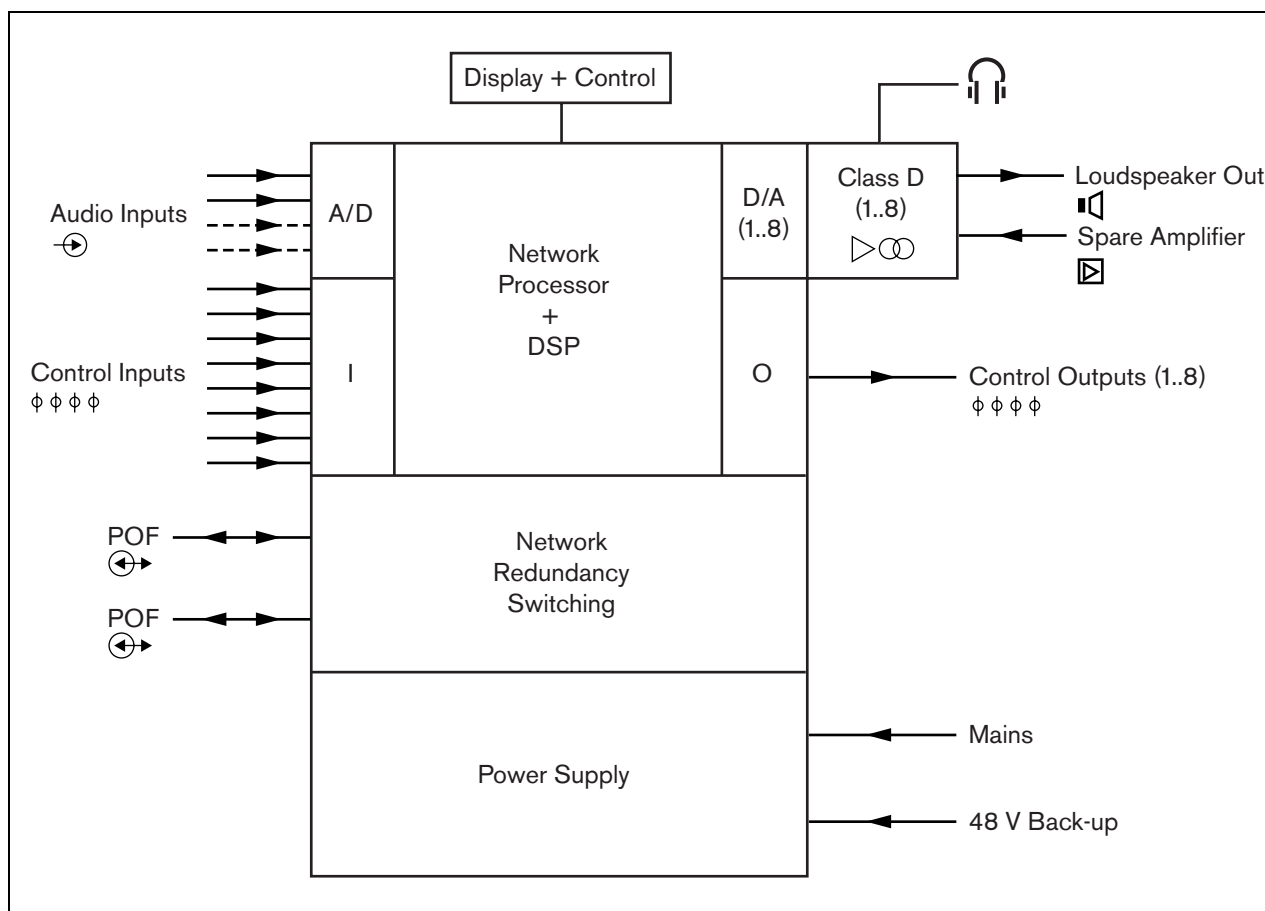 Display + Control
Audio Inputs
A/D
Network
Processor
+
DSP
D/A
(1..8)
Class D
(1..8)
Loudspeaker Out
Spare Amplifier
Control Inputs
I
O
Control Outputs (1..8)
POF
POF
Network
Redundancy
Switching
Power Supply
Mains
48 V Back-up